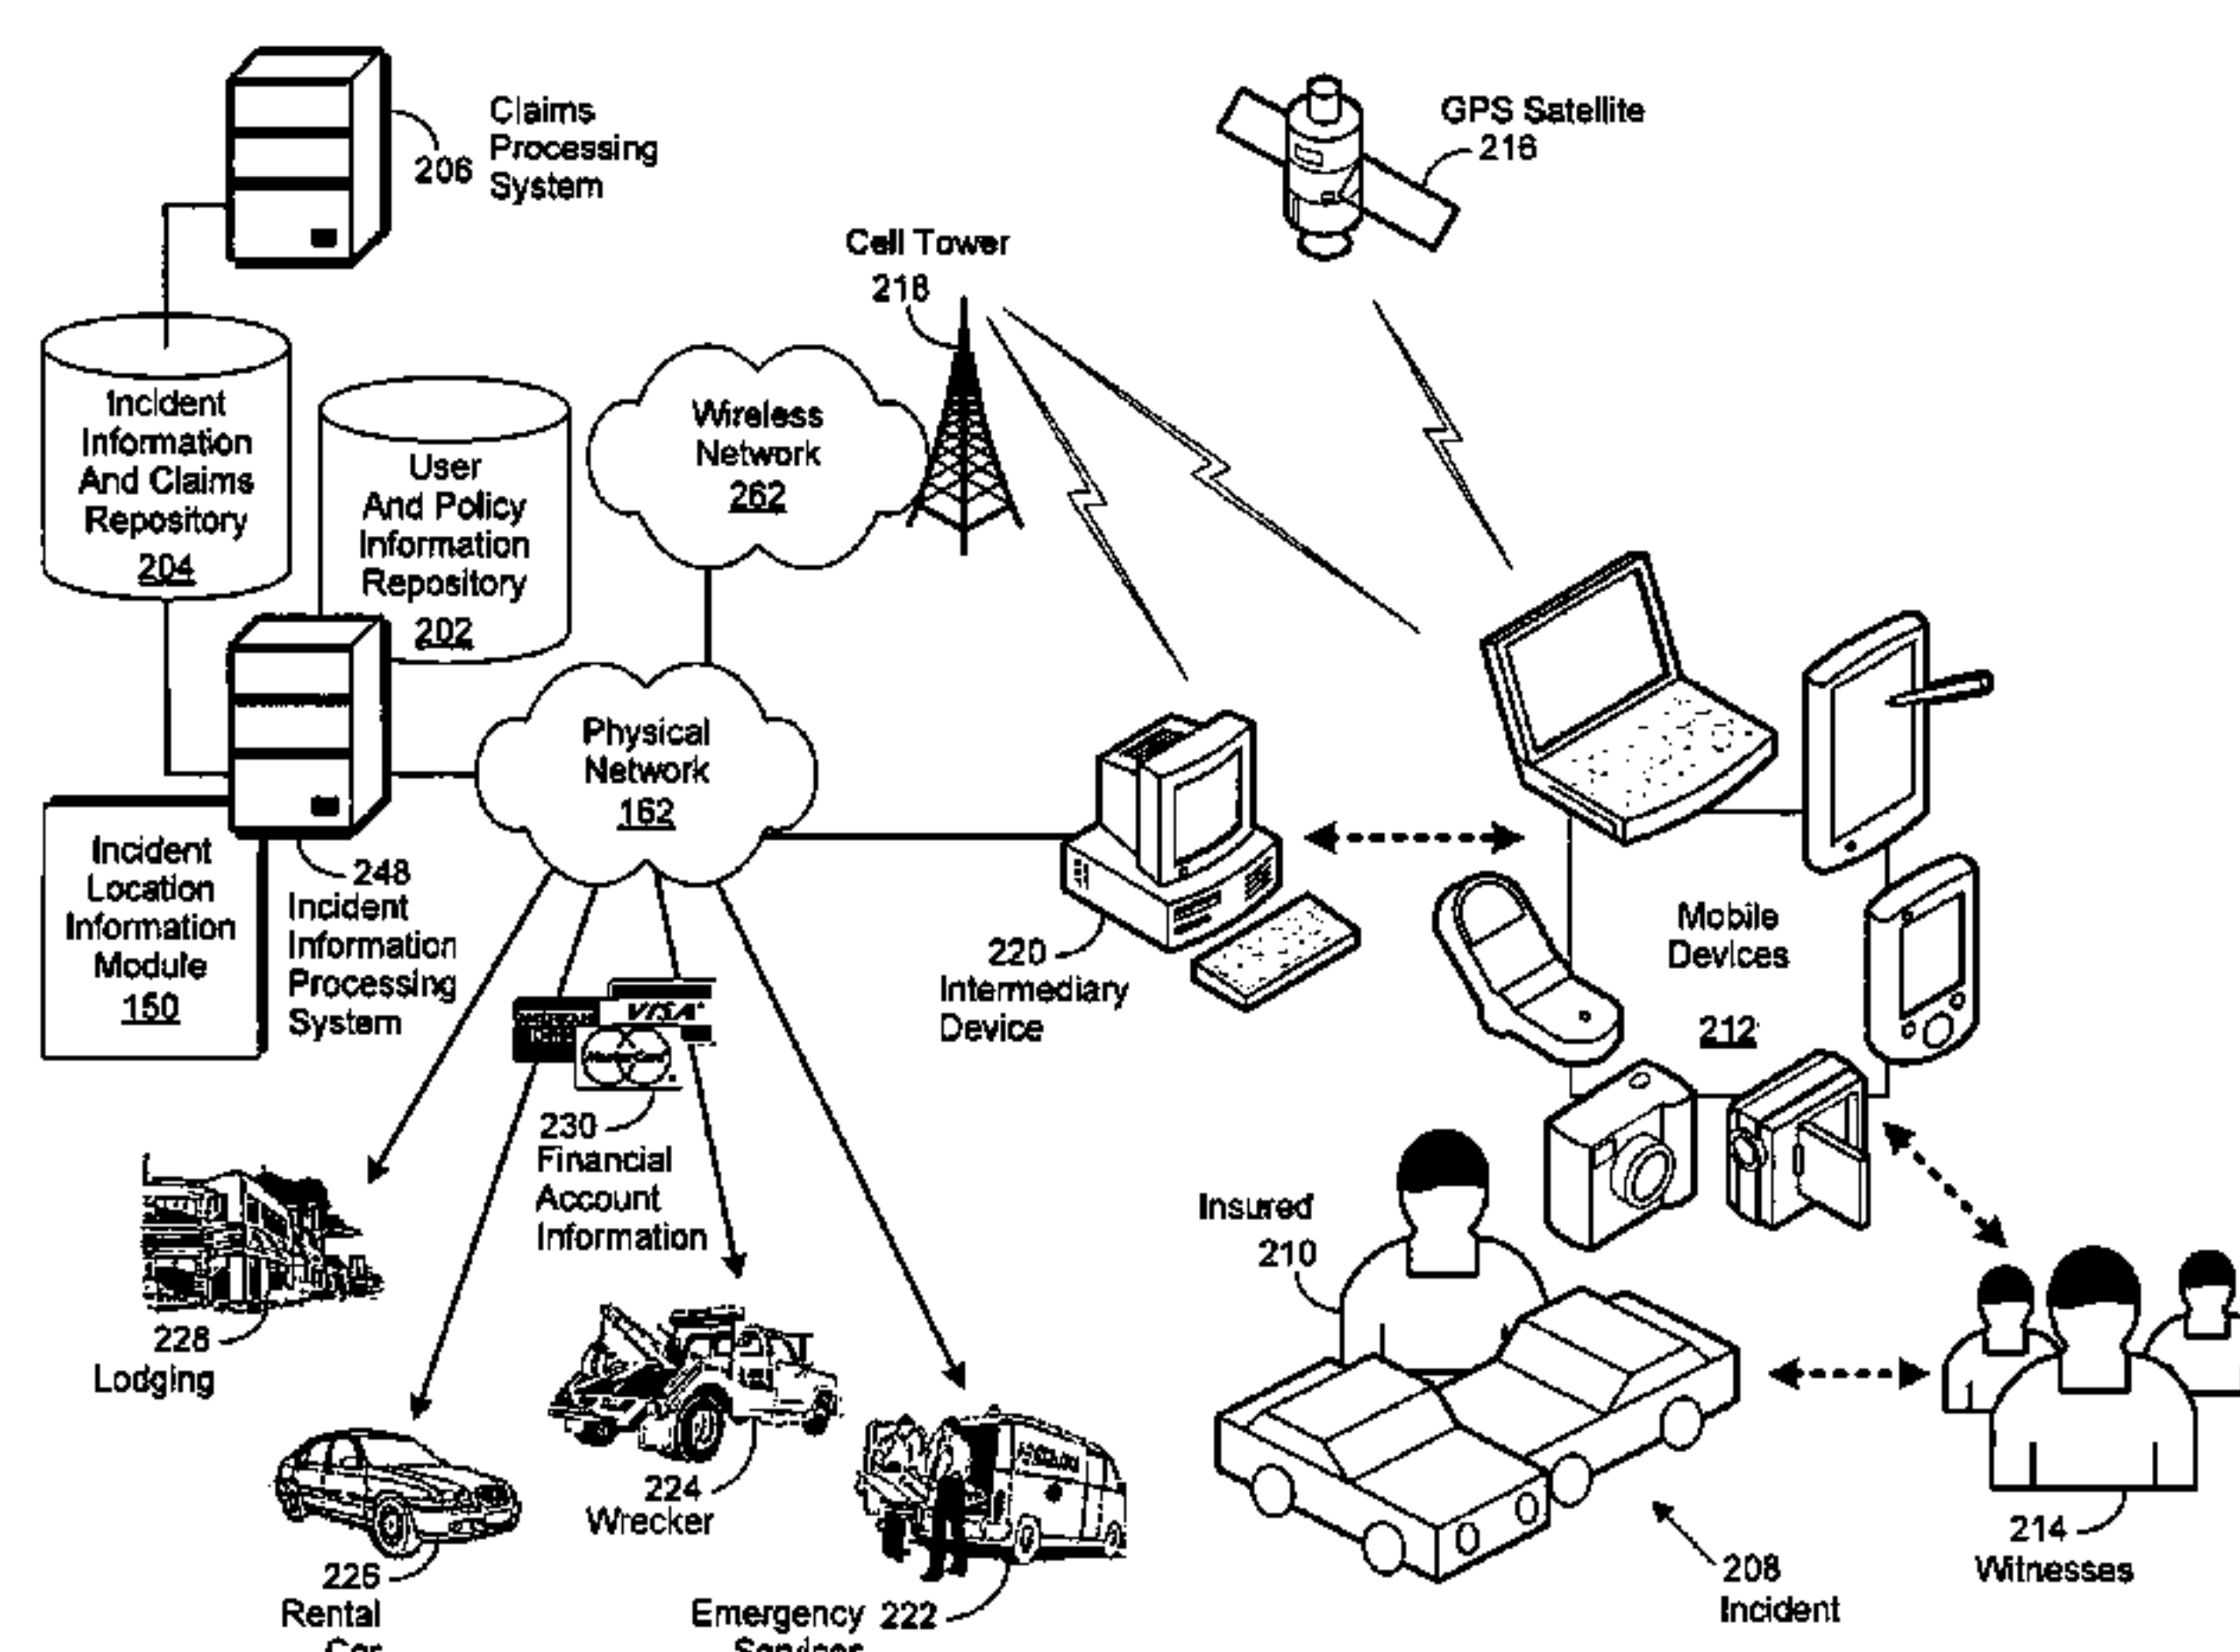 Claims
Processing
System
206
GPS Satellite
216
Cell Tower
218
Incident
Information
And Claims
Repository
204
User
And Policy
Information
Repository
202
Wireless
Network
262
Physical
Network
162
Incident
Location
Information
Module
150
248
Incident
Information
Processing
System
220
Intermediary
Device
Mobile
Devices
212
VISA
MasterCard
230
Financial
Account
Information
Insured
210
228
Lodging
224
Wrecker
226
Rental
Car
Emergency 222
Services
208
Incident
214
Witnesses